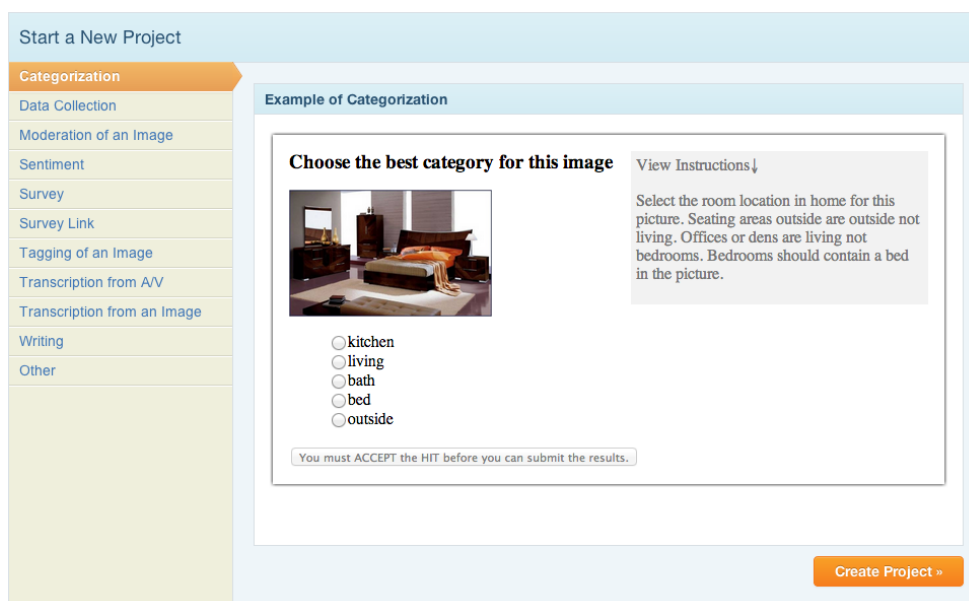 Start a New Project
Categorization
Data Collection
Moderation of an Image
Sentiment
Survey
Survey Link
Tagging of an Image
Transcription from A/V
Transcription from an Image
Writing
Other
Example of Categorization
Choose the best category for this image
View Instructions↓
Select the room location in home for this
picture. Seating areas outside are outside not
living. Offices or dens are living not
bedrooms. Bedrooms should contain a bed
in the picture.
kitchen
living
bath
bed
outside
You must ACCEPT the HIT before you can submit the results.
Create Project »